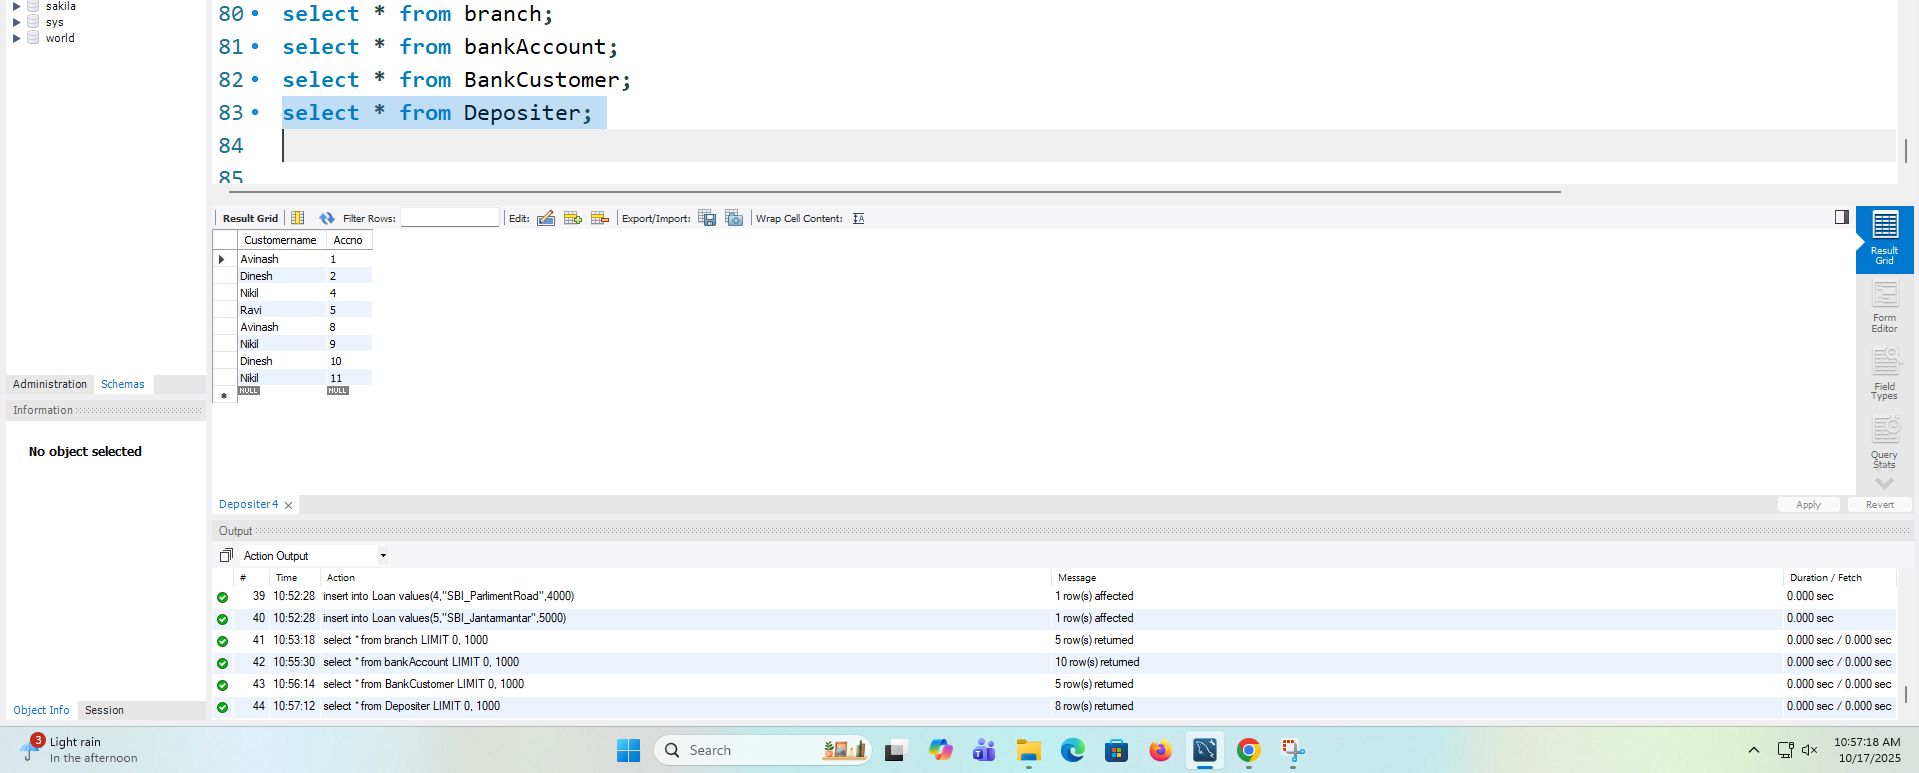 sakila
sys
world
80 select * from branch;
81 select * from bankAccount;
82 select * from BankCustomer;
83 select * from Depositer;
84
85
Result Grid Filter Rows: Edit: Export/Import: Wrap Cell Content: IA
Customername Accno
Avinash 1
Dinesh 2
Nikil 4
Ravi 5
Avinash 8
Nikil 9
Dinesh 10
Nikil 11
NULL NULL
Result Grid
Form Editor
Field Types
Query Stats
Administration Schemas
Information
No object selected
Depositer 4
Apply Revert
Output
Action Output
# Time Action Message Duration / Fetch
39 10:52:28 insert into Loan values(4,"SBI_ParlimentRoad",4000) 1 row(s) affected 0.000 sec
40 10:52:28 insert into Loan values(5,"SBI_Jantarmantar",5000) 1 row(s) affected 0.000 sec
41 10:53:18 select * from branch LIMIT 0, 1000 5 row(s) returned 0.000 sec / 0.000 sec
42 10:55:30 select * from bankAccount LIMIT 0, 1000 10 row(s) returned 0.000 sec / 0.000 sec
43 10:56:14 select * from BankCustomer LIMIT 0, 1000 5 row(s) returned 0.000 sec / 0.000 sec
44 10:57:12 select * from Depositer LIMIT 0, 1000 8 row(s) returned 0.000 sec / 0.000 sec
Object Info Session
3 Light rain
In the afternoon
Search
10:57:18 AM
10/17/2025